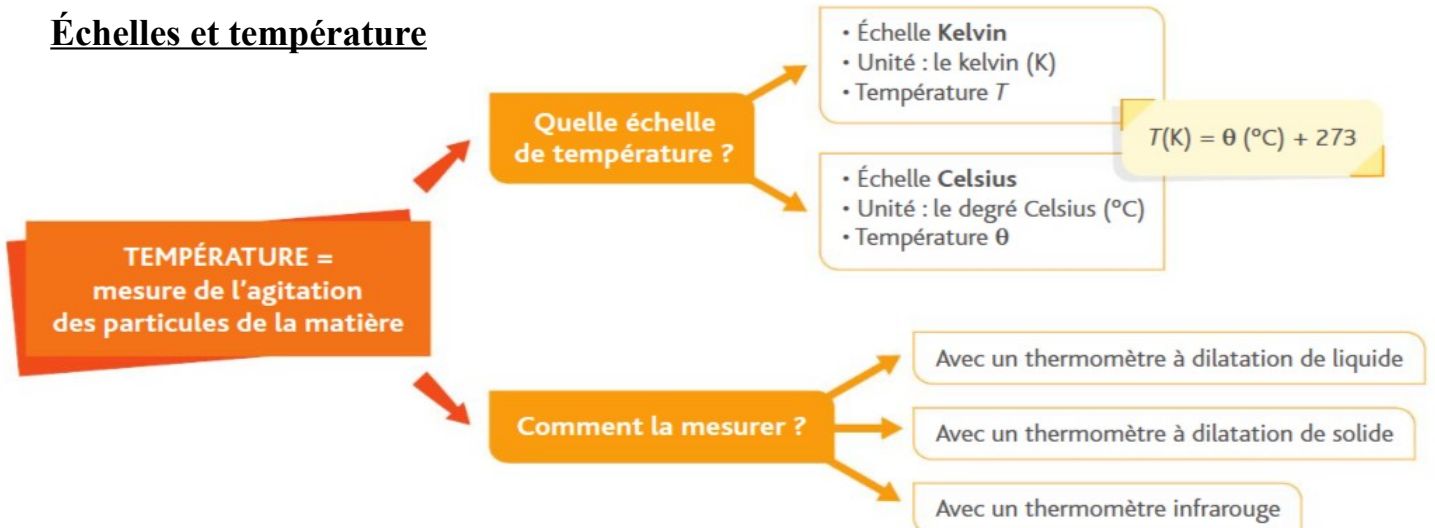 Échelles et température
TEMPÉRATURE =
mesure de l'agitation
des particules de la matière
Quelle échelle
de température ?
• Échelle Kelvin
• Unité : le kelvin (K)
• Température T
T(K) = θ (°C) + 273
• Échelle Celsius
• Unité : le degré Celsius (°C)
• Température θ
Comment la mesurer ?
Avec un thermomètre à dilatation de liquide
Avec un thermomètre à dilatation de solide
Avec un thermomètre infrarouge